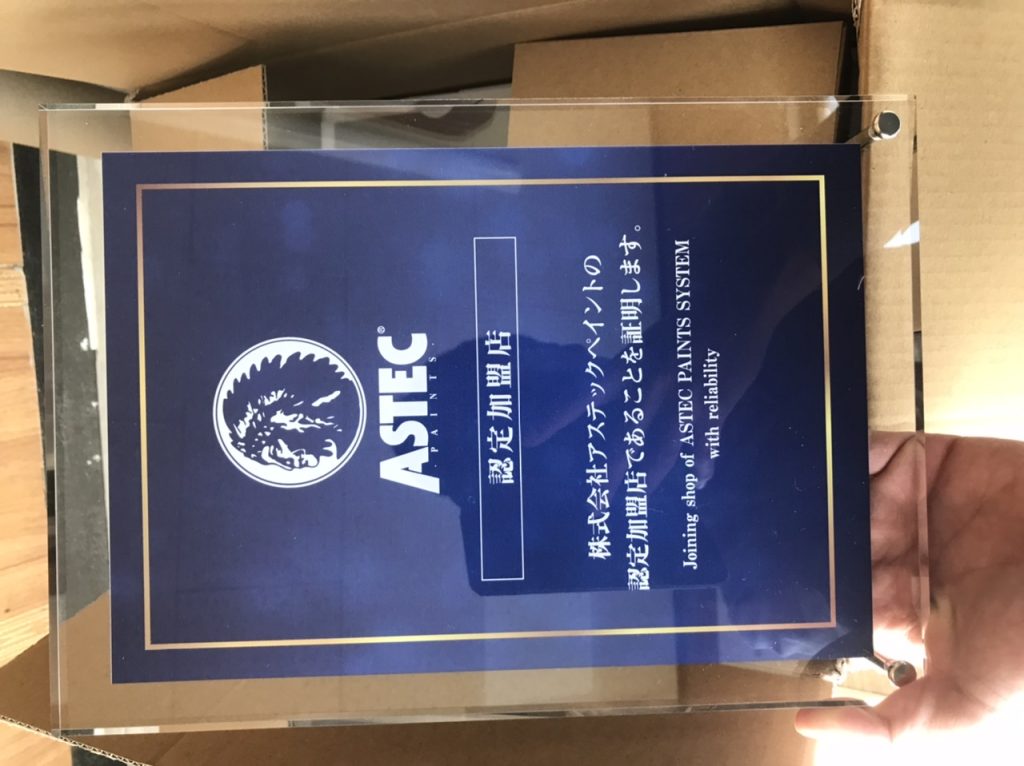 ASTEC®
PAINTS.
認定加盟店
株式会社アステックペイントの
認定加盟店であることを証明します。
Joining shop of ASTEC PAINTS SYSTEM
with reliability